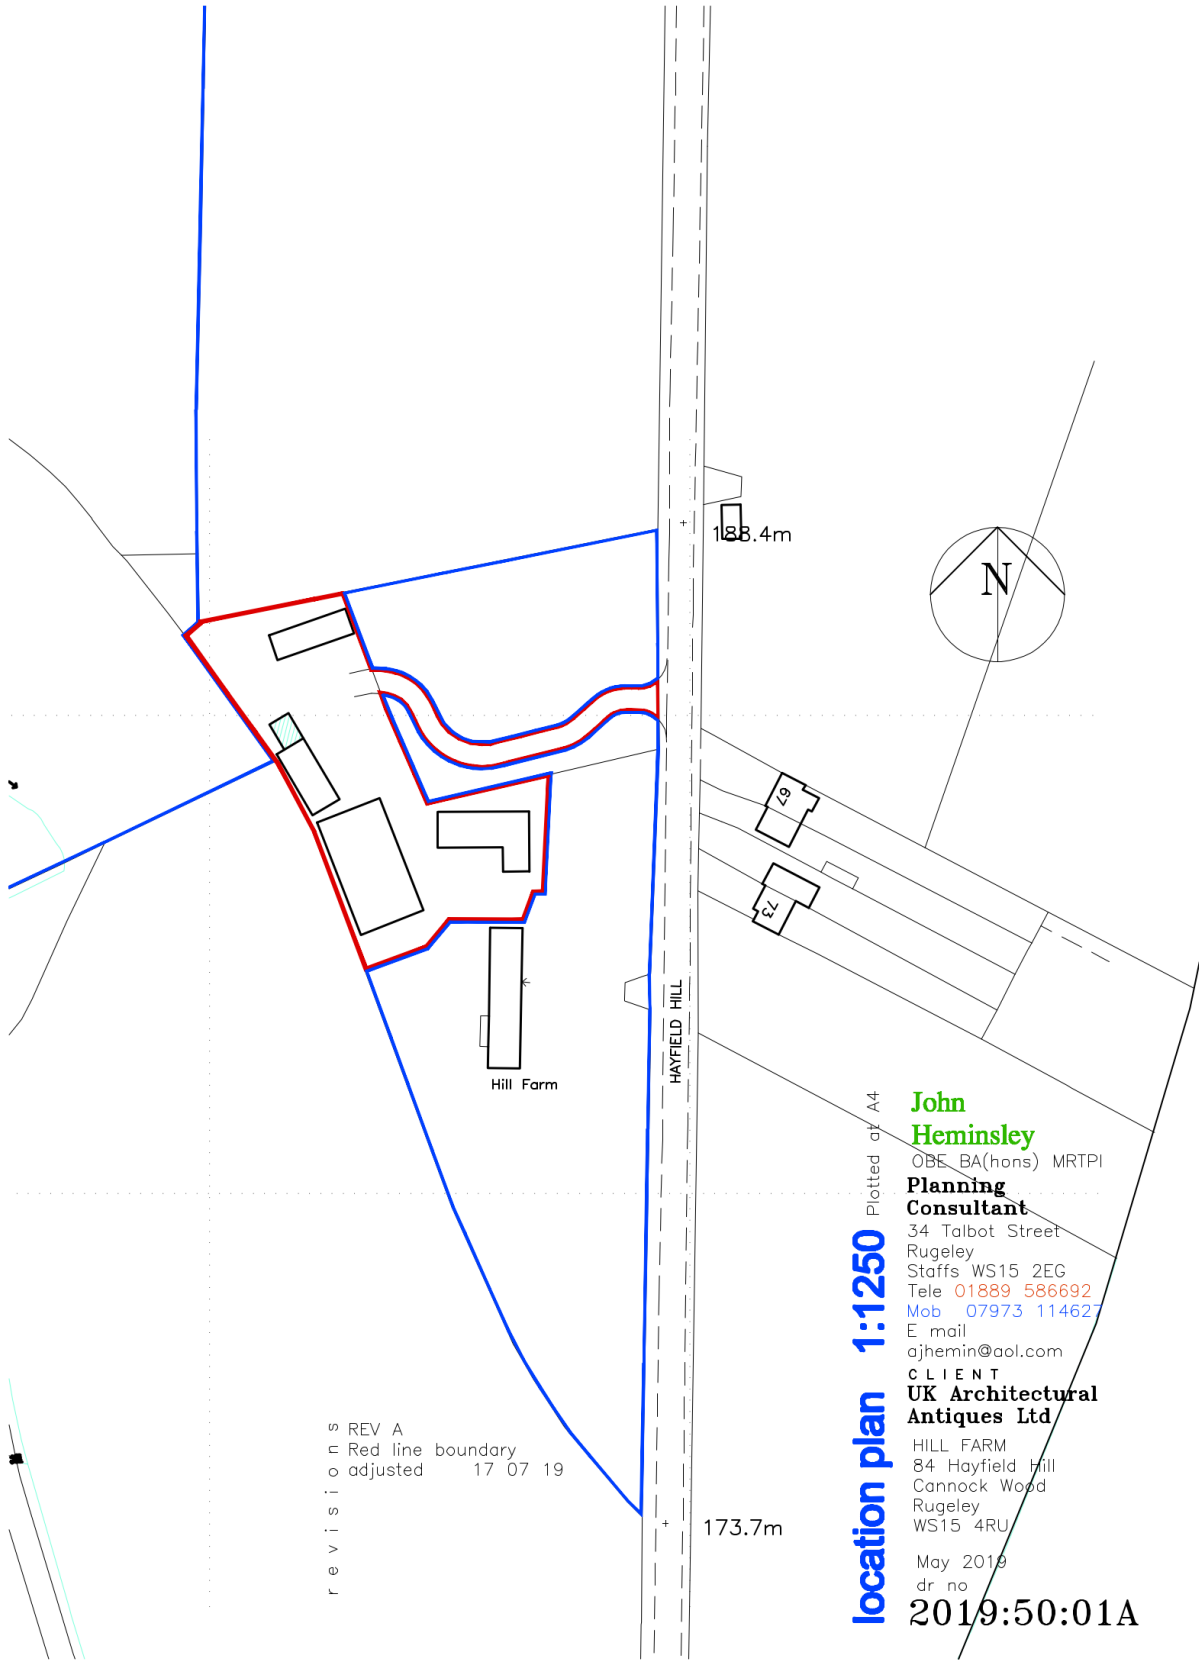 188.4m
N
67
73
HAYFIELD HILL
Hill Farm
173.7m
revisions
REV A
Red line boundary
adjusted 17 07 19
location plan 1:1250 Plotted at A4
John
Heminsley
OBE BA(hons) MRTPI
Planning
Consultant
34 Talbot Street
Rugeley
Staffs WS15 2EG
Tele 01889 586692
Mob 07973 114627
E mail
ajhemin@aol.com
CLIENT
UK Architectural
Antiques Ltd
HILL FARM
84 Hayfield Hill
Cannock Wood
Rugeley
WS15 4RU
May 2019
dr no
2019:50:01A